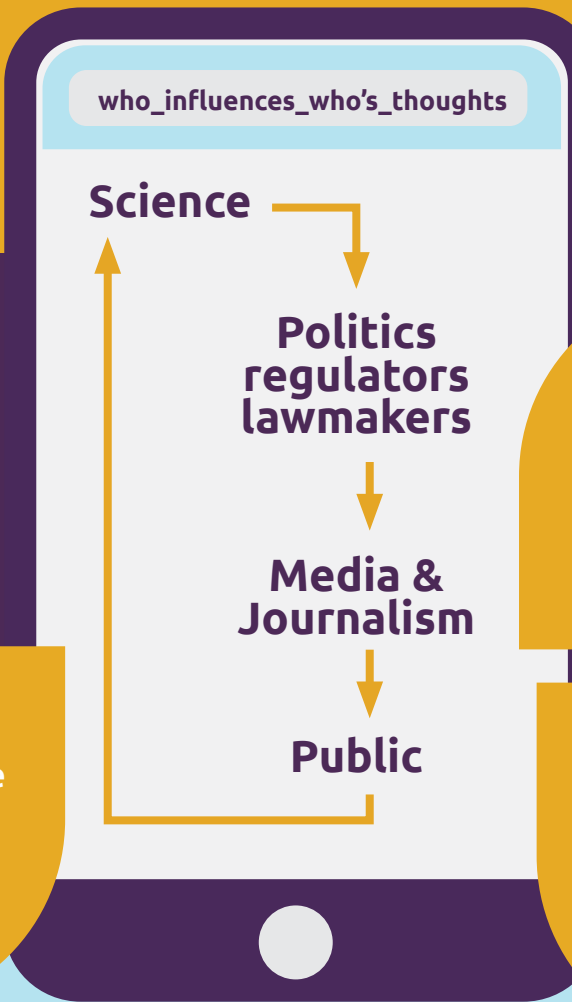 who_influences_who’s_thoughts
Science
Politics
regulators
lawmakers
Media &
Journalism
Public